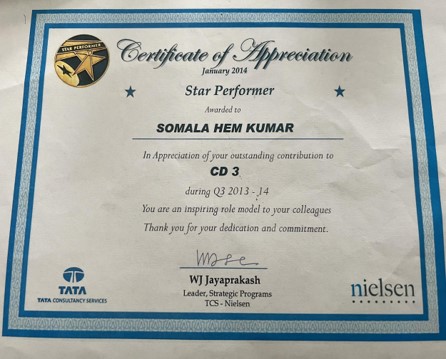 STAR PERFORMER
Certificate of Appreciation
January 2014
Star Performer
Awarded to
SOMALA HEM KUMAR
In Appreciation of your outstanding contribution to
CD 3
during Q3 2013 - 14
You are an inspiring role model to your colleagues
Thank you for your dedication and commitment.
WJ Jayaprakash
Leader, Strategic Programs
TCS - Nielsen
TATA
TATA CONSULTANCY SERVICES
nielsen